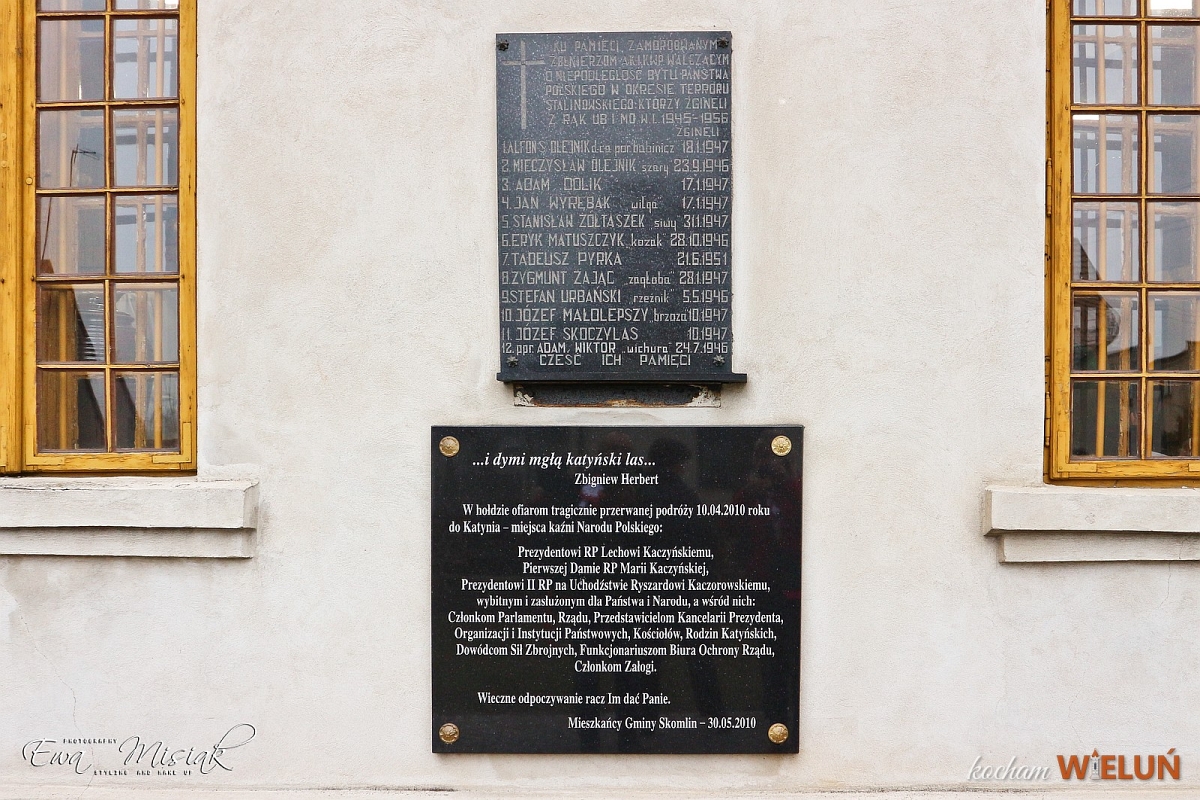 KU PAMIĘCI ZAMORDOWANYM
ŻOŁNIERZOM AK I KWP WALCZĄCYM
O NIEPODLEGŁOŚĆ BYTU PAŃSTWA
POLSKIEGO W OKRESIE TERRORU
STALINOWSKIEGO KTÓRZY ZGINĘLI
Z RĄK UB I MO W L. 1945-1956
ZGINĘLI
1.ALFONS OLEJNIK d-ca por babinicz 18.1.1947
2. MIECZYSŁAW OLEJNIK szary 23.9.1946
3. ADAM OOLIK 17.1.1947
4. JAN WYRĘBAK "wilga" 17.1.1947
5. STANISŁAW ŻÓŁTASZEK siwy 31.1.1947
6. ERYK MATUSZCZYK „kozak" 28.10.1946
7. TADEUSZ PYRKA 21.6.1951
8. ZYGMUNT ZAJĄC "zagłoba" 28.1.1947
9. STEFAN URBAŃSKI "rzeźnik" 5.5.1946
10. JÓZEF MAŁOLEPSZY „brzoza" 10.1947
11. JÓZEF SKOCZYLAS 10.1947
12. ppr. ADAM WIKTOR "wichura" 24.7.1946
CZEŚĆ ICH PAMIĘCI
...i dymi mgłą katyński las...
Zbigniew Herbert
W hołdzie ofiarom tragicznie przerwanej podróży 10.04.2010 roku
do Katynia – miejsca kaźni Narodu Polskiego:
Prezydentowi RP Lechowi Kaczyńskiemu,
Pierwszej Damie RP Marii Kaczyńskiej,
Prezydentowi II RP na Uchodźstwie Ryszardowi Kaczorowskiemu,
wybitnym i zasłużonym dla Państwa i Narodu, a wśród nich:
Członkom Parlamentu, Rządu, Przedstawicielom Kancelarii Prezydenta,
Organizacji i Instytucji Państwowych, Kościołów, Rodzin Katyńskich,
Dowódcom Sił Zbrojnych, Funkcjonariuszom Biura Ochrony Rządu,
Członkom Załogi.
Wieczne odpoczywanie racz Im dać Panie.
Mieszkańcy Gminy Skomlin – 30.05.2010
PHOTOGRAPHY
Ewa Misiak
STYLING AND MAKE UP
kocham WIELUŃ